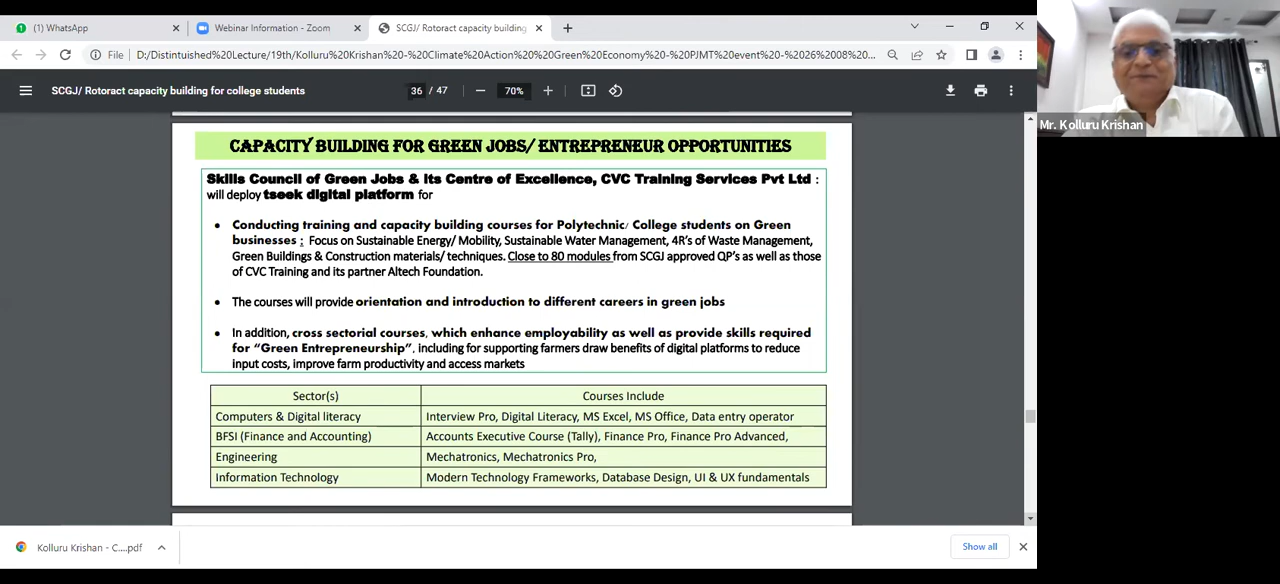 (1) WhatsApp
Webinar Information - Zoom
SCGJ/ Rotoract capacity building
File
D:/Distintuished%20Lecture/19th/Kolluru%20Krishan%20-%20Climate%20Action%20%20Green%20Economy%20-%20PJMT%20event%20-%2026%2008%20...
SCGJ/ Rotoract capacity building for college students
36 / 47
70%
Mr. Kolluru Krishan
CAPACITY BUILDING FOR GREEN JOBS/ ENTREPRENEUR OPPORTUNITIES
Skills Council of Green Jobs & its Centre of Excellence, CVC Training Services Pvt Ltd :
will deploy tseek digital platform for
• Conducting training and capacity building courses for Polytechnic/ College students on Green
businesses : Focus on Sustainable Energy/ Mobility, Sustainable Water Management, 4R's of Waste Management,
Green Buildings & Construction materials/ techniques. Close to 80 modules from SCGJ approved QP's as well as those
of CVC Training and its partner Altech Foundation.
• The courses will provide orientation and introduction to different careers in green jobs
• In addition, cross sectorial courses, which enhance employability as well as provide skills required
for "Green Entrepreneurship", including for supporting farmers draw benefits of digital platforms to reduce
input costs, improve farm productivity and access markets
Sector(s) Courses Include
Computers & Digital literacy Interview Pro, Digital Literacy, MS Excel, MS Office, Data entry operator
BFSI (Finance and Accounting) Accounts Executive Course (Tally), Finance Pro, Finance Pro Advanced,
Engineering Mechatronics, Mechatronics Pro,
Information Technology Modern Technology Frameworks, Database Design, UI & UX fundamentals
Kolluru Krishan - C....pdf
Show all